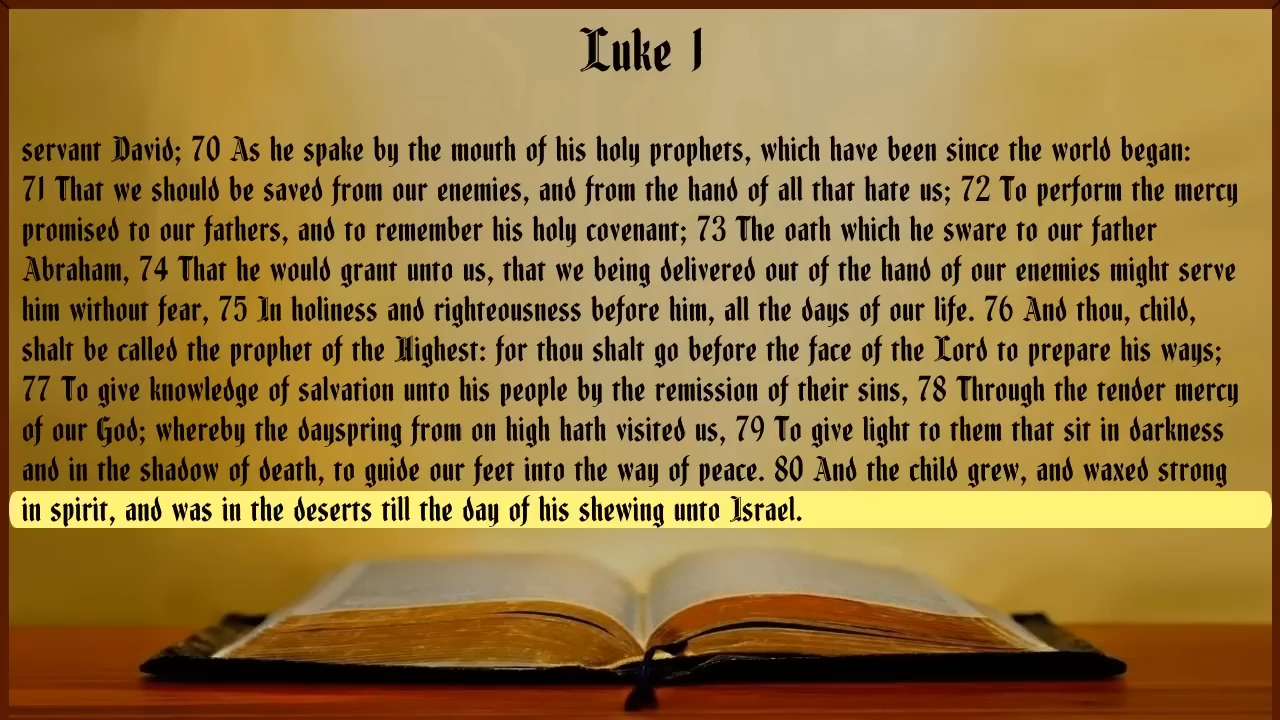 Luke 1
servant David; 70 As he spake by the mouth of his holy prophets, which have been since the world began:
71 That we should be saved from our enemies, and from the hand of all that hate us; 72 To perform the mercy
promised to our fathers, and to remember his holy covenant; 73 The oath which he sware to our father
Abraham, 74 That he would grant unto us, that we being delivered out of the hand of our enemies might serve
him without fear, 75 In holiness and righteousness before him, all the days of our life. 76 And thou, child,
shalt be called the prophet of the Highest: for thou shalt go before the face of the Lord to prepare his ways;
77 To give knowledge of salvation unto his people by the remission of their sins, 78 Through the tender mercy
of our God; whereby the dayspring from on high hath visited us, 79 To give light to them that sit in darkness
and in the shadow of death, to guide our feet into the way of peace. 80 And the child grew, and waxed strong
in spirit, and was in the deserts till the day of his shewing unto Israel.